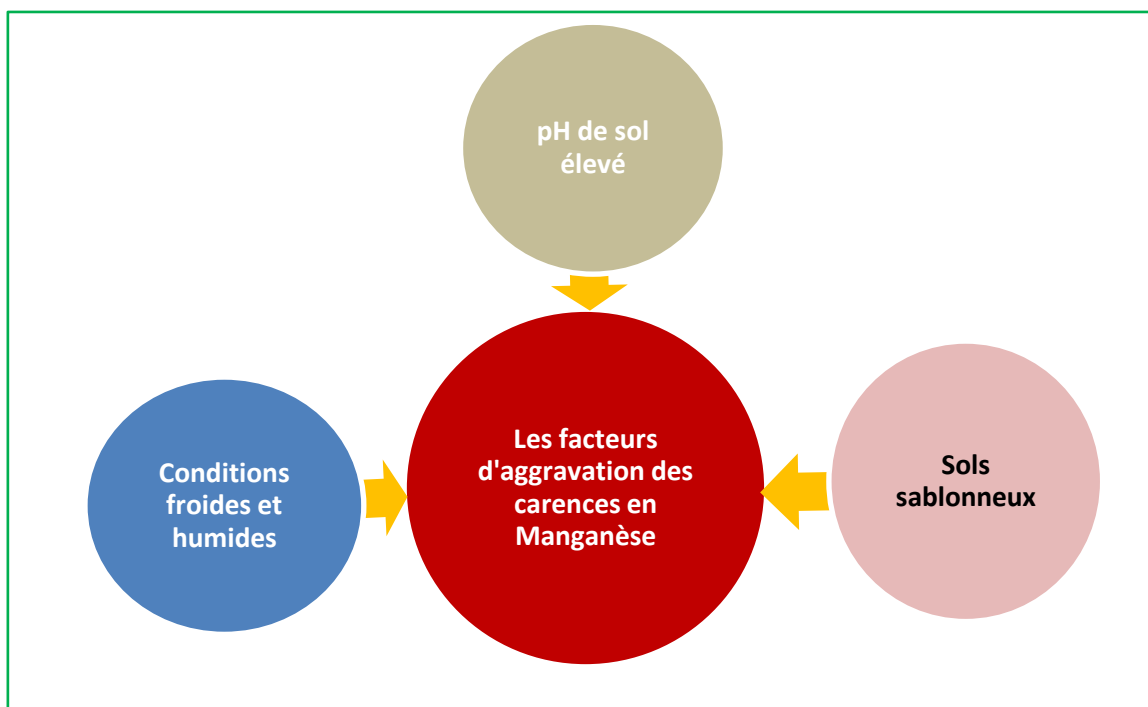 pH de sol
élevé
Les facteurs
d'aggravation des
carences en
Manganèse
Conditions
froides et
humides
Sols
sablonneux